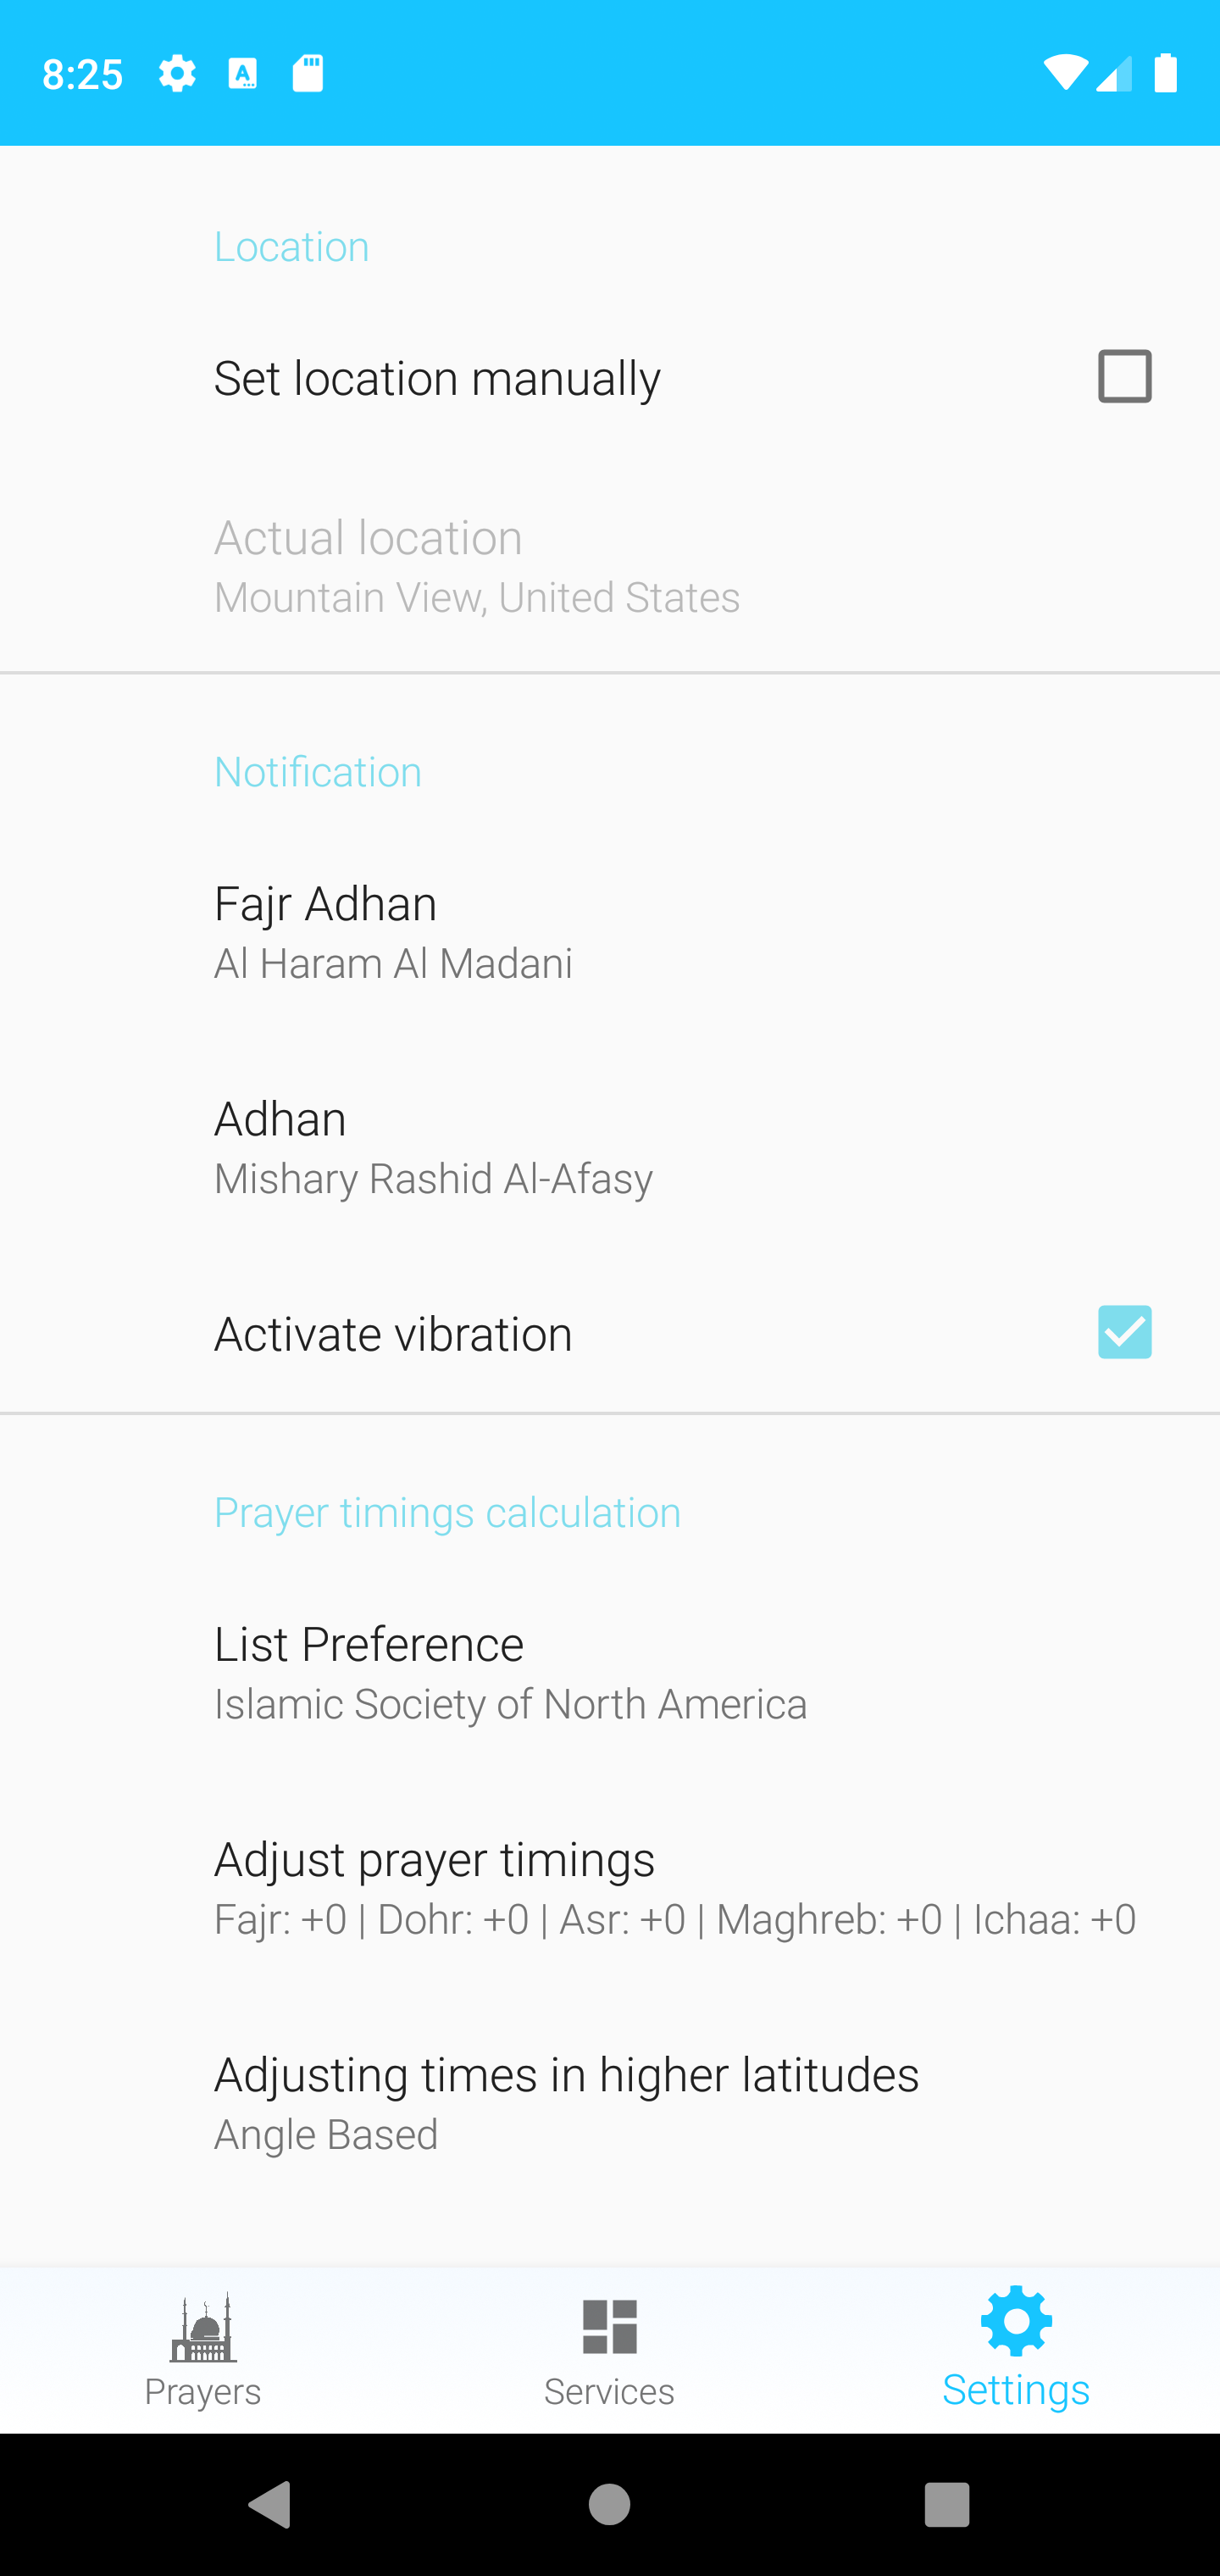 8:25
Location
Set location manually
Actual location
Mountain View, United States
Notification
Fajr Adhan
Al Haram Al Madani
Adhan
Mishary Rashid Al-Afasy
Activate vibration
Prayer timings calculation
List Preference
Islamic Society of North America
Adjust prayer timings
Fajr: +0 | Dohr: +0 | Asr: +0 | Maghreb: +0 | Ichaa: +0
Adjusting times in higher latitudes
Angle Based
Prayers
Services
Settings